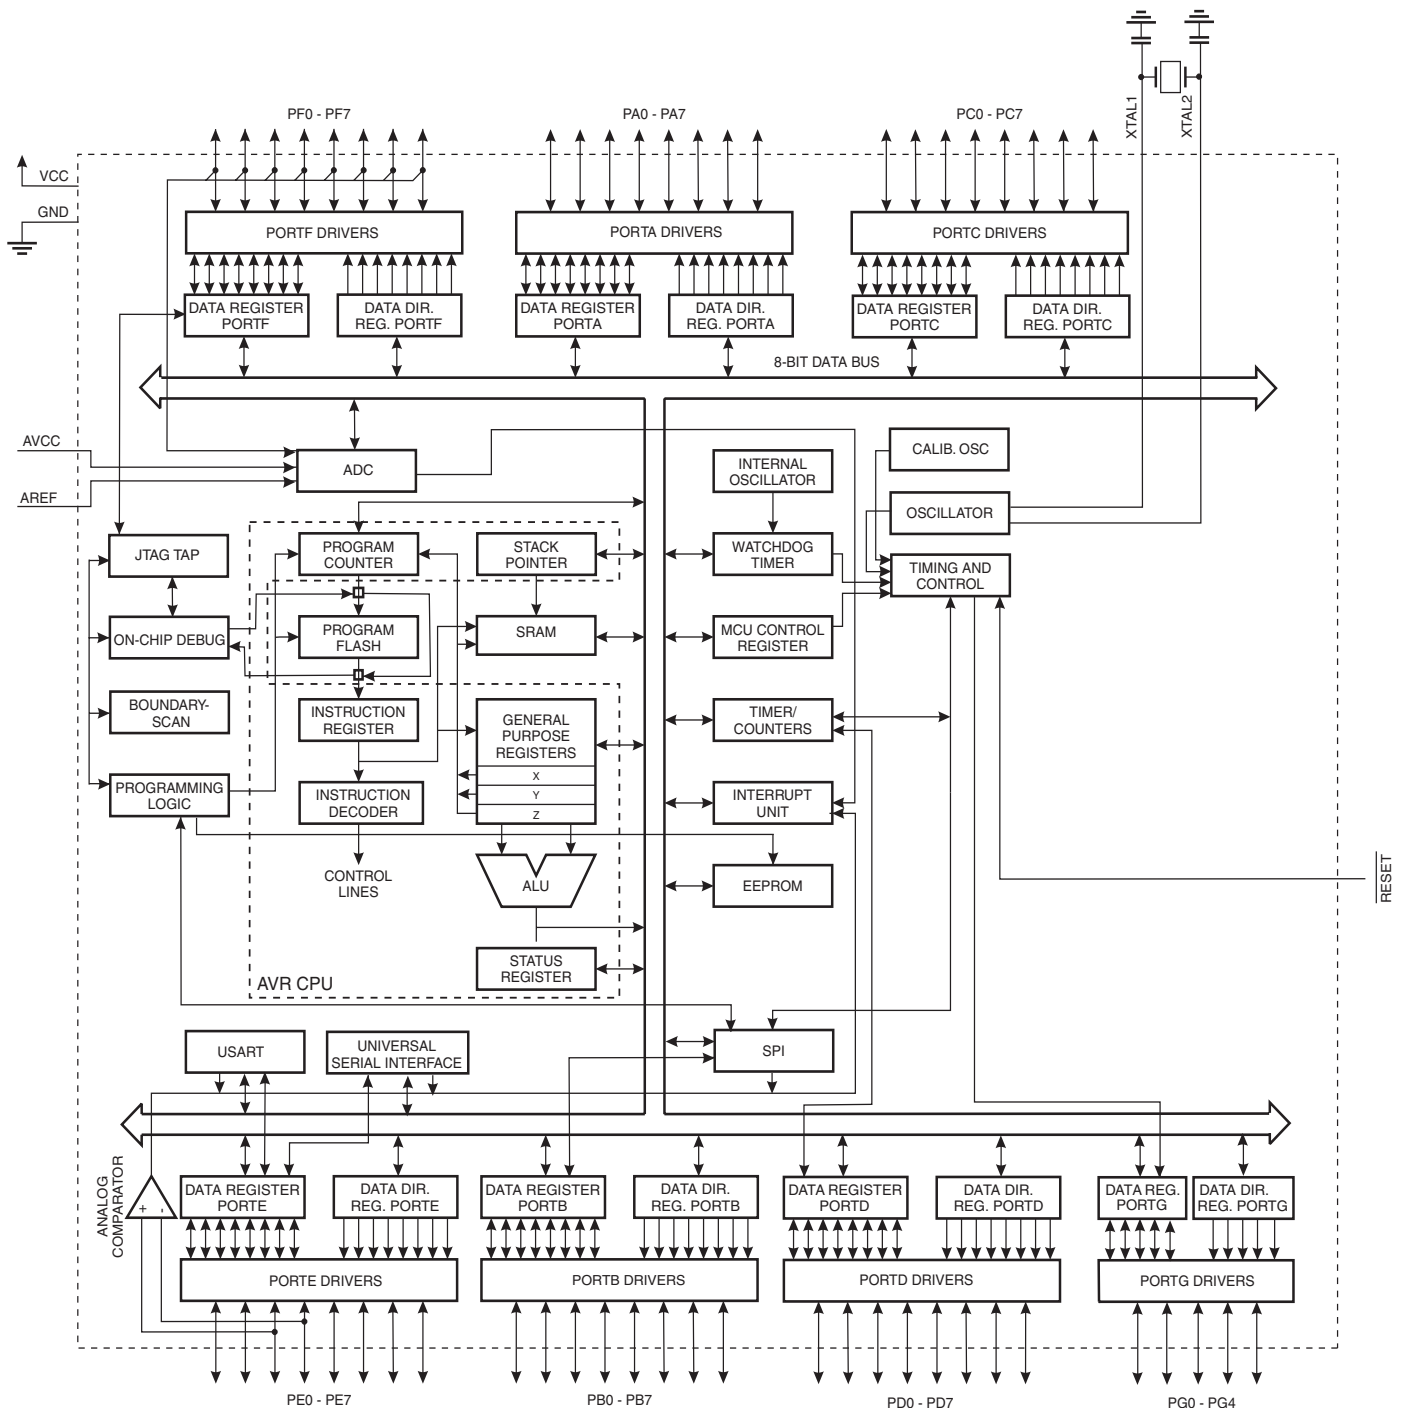 XTAL1
XTAL2
PF0 - PF7
PA0 - PA7
PC0 - PC7
VCC
GND
PORTF DRIVERS
PORTA DRIVERS
PORTC DRIVERS
DATA REGISTER
PORTF
DATA DIR.
REG. PORTF
DATA REGISTER
PORTA
DATA DIR.
REG. PORTA
DATA REGISTER
PORTC
DATA DIR.
REG. PORTC
8-BIT DATA BUS
AVCC
AREF
ADC
INTERNAL
OSCILLATOR
CALIB. OSC
OSCILLATOR
JTAG TAP
PROGRAM
COUNTER
STACK
POINTER
WATCHDOG
TIMER
TIMING AND
CONTROL
ON-CHIP DEBUG
PROGRAM
FLASH
SRAM
MCU CONTROL
REGISTER
BOUNDARY-
SCAN
INSTRUCTION
REGISTER
GENERAL
PURPOSE
REGISTERS
X
Y
Z
TIMER/
COUNTERS
PROGRAMMING
LOGIC
INSTRUCTION
DECODER
INTERRUPT
UNIT
CONTROL
LINES
ALU
EEPROM
RESET
STATUS
REGISTER
AVR CPU
USART
UNIVERSAL
SERIAL INTERFACE
SPI
ANALOG
COMPARATOR
+
-
DATA REGISTER
PORTE
DATA DIR.
REG. PORTE
DATA REGISTER
PORTB
DATA DIR.
REG. PORTB
DATA REGISTER
PORTD
DATA DIR.
REG. PORTD
DATA REG.
PORTG
DATA DIR.
REG. PORTG
PORTE DRIVERS
PORTB DRIVERS
PORTD DRIVERS
PORTG DRIVERS
PE0 - PE7
PB0 - PB7
PD0 - PD7
PG0 - PG4